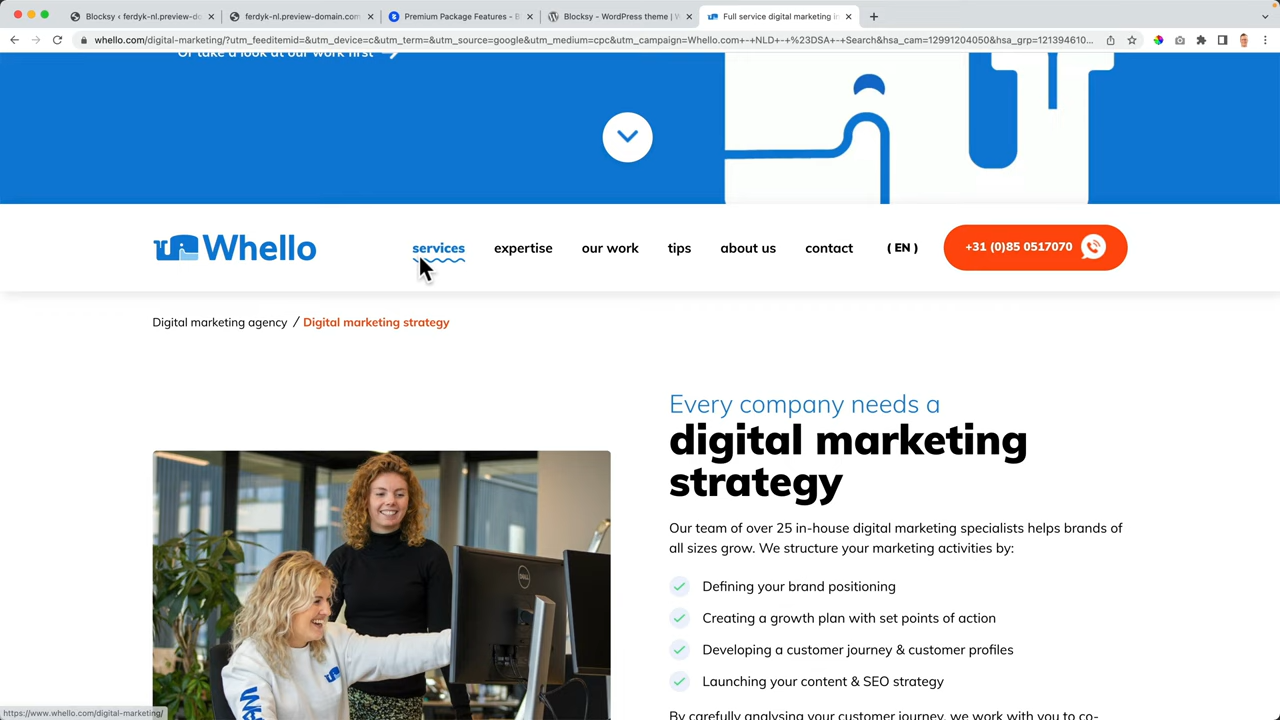 Blocksy ‹ ferdyk-nl.preview-d
ferdyk-nl.preview-domain.com
Premium Package Features - B
Blocksy - WordPress theme | W
Full service digital marketing in
whello.com/digital-marketing/?utm_feeditemid=&utm_device=c&utm_term=&utm_source=google&utm_medium=cpc&utm_campaign=Whello.com+-+NLD+-+%23DSA+-+Search&hsa_cam=12991204050&hsa_grp=121394610...
Or take a look at our work first
Whello
services
expertise
our work
tips
about us
contact
( EN )
+31 (0)85 0517070
Digital marketing agency / Digital marketing strategy
Every company needs a
digital marketing
strategy
Our team of over 25 in-house digital marketing specialists helps brands of
all sizes grow. We structure your marketing activities by:
Defining your brand positioning
Creating a growth plan with set points of action
Developing a customer journey & customer profiles
Launching your content & SEO strategy
By carefully analysing your customer journey, we work with you to co-
DELL
https://www.whello.com/digital-marketing/